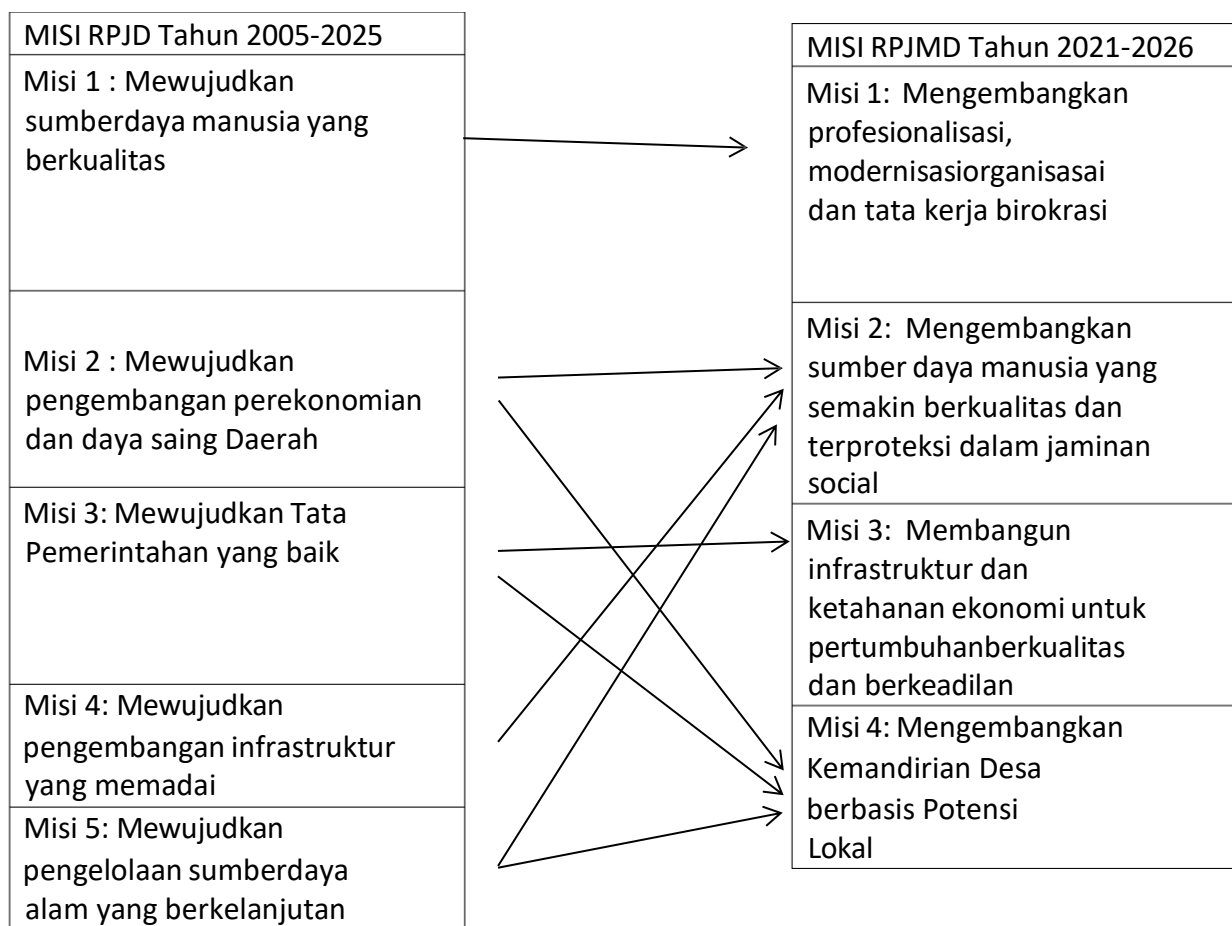 MISI RPJD Tahun 2005-2025
Misi 1 : Mewujudkan
sumberdaya manusia yang
berkualitas
Misi 2 : Mewujudkan
pengembangan perekonomian
dan daya saing Daerah
Misi 3: Mewujudkan Tata
Pemerintahan yang baik
Misi 4: Mewujudkan
pengembangan infrastruktur
yang memadai
Misi 5: Mewujudkan
pengelolaan sumberdaya
alam yang berkelanjutan
MISI RPJMD Tahun 2021-2026
Misi 1: Mengembangkan
profesionalisasi,
modernisasiorganisasai
dan tata kerja birokrasi
Misi 2: Mengembangkan
sumber daya manusia yang
semakin berkualitas dan
terproteksi dalam jaminan
social
Misi 3: Membangun
infrastruktur dan
ketahanan ekonomi untuk
pertumbuhanberkualitas
dan berkeadilan
Misi 4: Mengembangkan
Kemandirian Desa
berbasis Potensi
Lokal